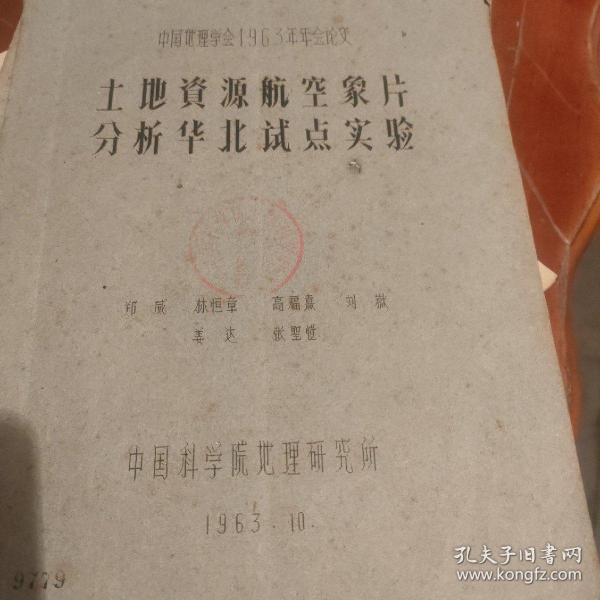 中国地理学会1963年年会论文
土地資源航空象片
分析华北试点实验
郑威 林恒章 高福熹 刘
姜达 张聖
中国科学院地理研究所
1963.10.
9779
孔夫子旧书网
www.kongfz.com